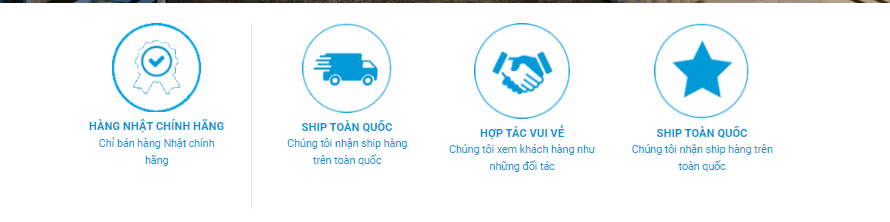 HÀNG NHẬT CHÍNH HÃNG
Chỉ bán hàng Nhật chính
hãng
SHIP TOÀN QUỐC
Chúng tôi nhận ship hàng
trên toàn quốc
HỢP TÁC VUI VẺ
Chúng tôi xem khách hàng như
những đối tác
SHIP TOÀN QUỐC
Chúng tôi nhận ship hàng trên
toàn quốc